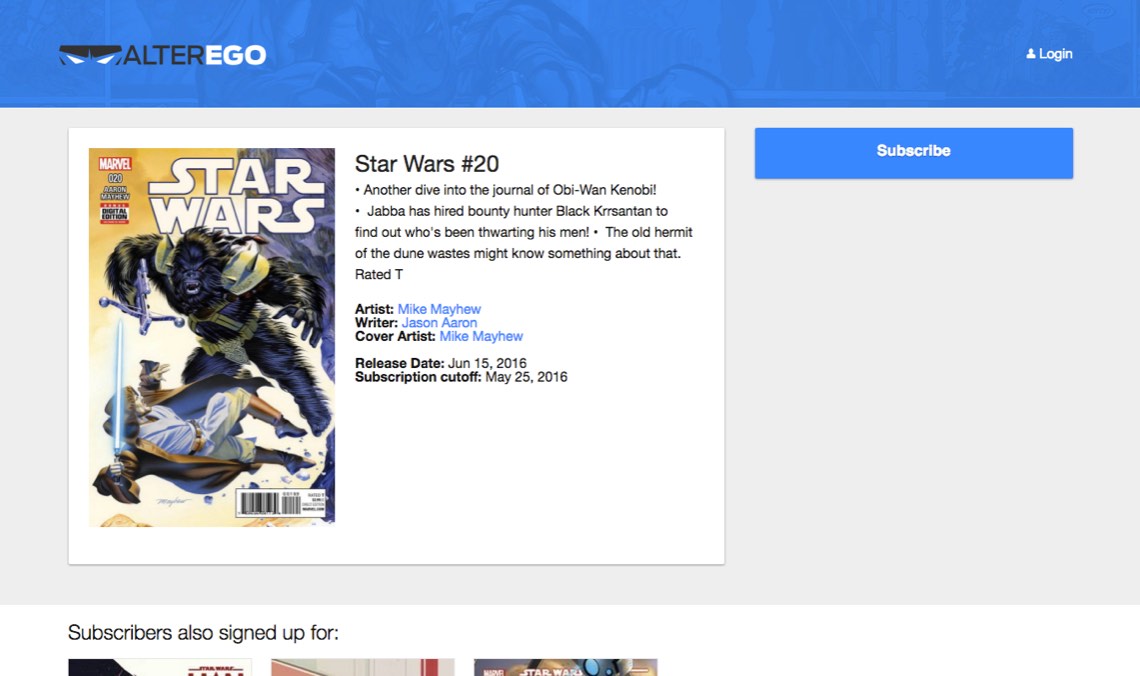 ALTEREGO
Login
MARVEL
020
AARON
MAYHEW
DIGITAL
EDITION
STAR
WARS
Star Wars #20
• Another dive into the journal of Obi-Wan Kenobi!
• Jabba has hired bounty hunter Black Krrsantan to
find out who's been thwarting his men! • The old hermit
of the dune wastes might know something about that.
Rated T
Artist: Mike Mayhew
Writer: Jason Aaron
Cover Artist: Mike Mayhew
Release Date: Jun 15, 2016
Subscription cutoff: May 25, 2016
Subscribe
Subscribers also signed up for:
STAR WARS
HAN
MARVEL
STAR WARS